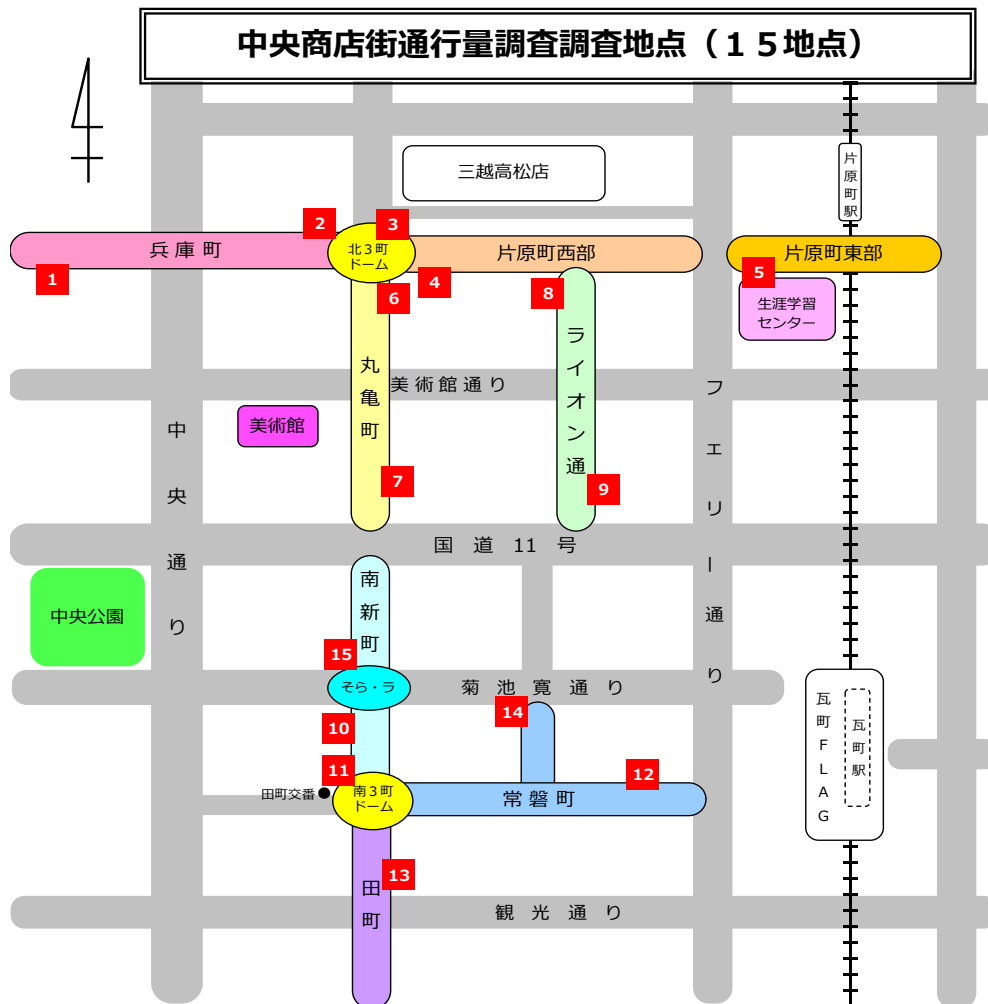 中央商店街通行量調査調査地点（１５地点）
片原町駅
三越高松店
2
3
兵庫町
北３町
ドーム
片原町西部
片原町東部
1
4
5
6
8
生涯学習
センター
丸亀町
ライオン通
美術館通り
フェリー通り
美術館
中央通り
7
9
国道11号
中央公園
南新町
15
そら・ラ
菊池寛通り
14
10
瓦町FLAG
瓦町駅
11
12
田町交番
南３町
ドーム
常磐町
13
田町
観光通り